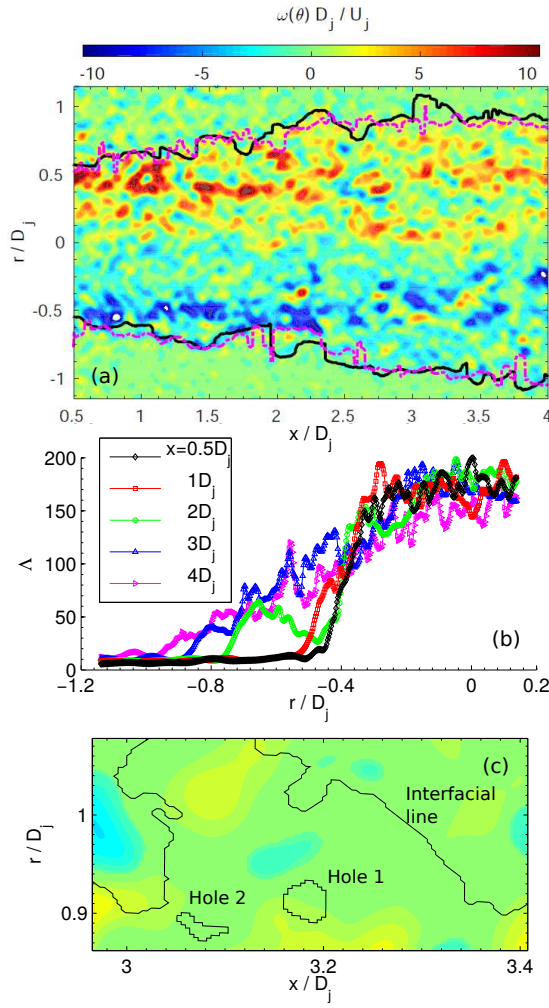 ω(θ) D_j / U_j
-10 -5 0 5 10
1
0.5
0
-0.5
-1
r / D_j
(a)
0.5 1 1.5 2 2.5 3 3.5 4
x / D_j
x=0.5D_j
1D_j
2D_j
3D_j
4D_j
200
150
100
50
0
Λ
(b)
−1.2 −0.8 −0.4 0 0.2
r / D_j
(c)
1
0.9
r / D_j
Interfacial
line
Hole 1
Hole 2
3 3.2 3.4
x / D_j